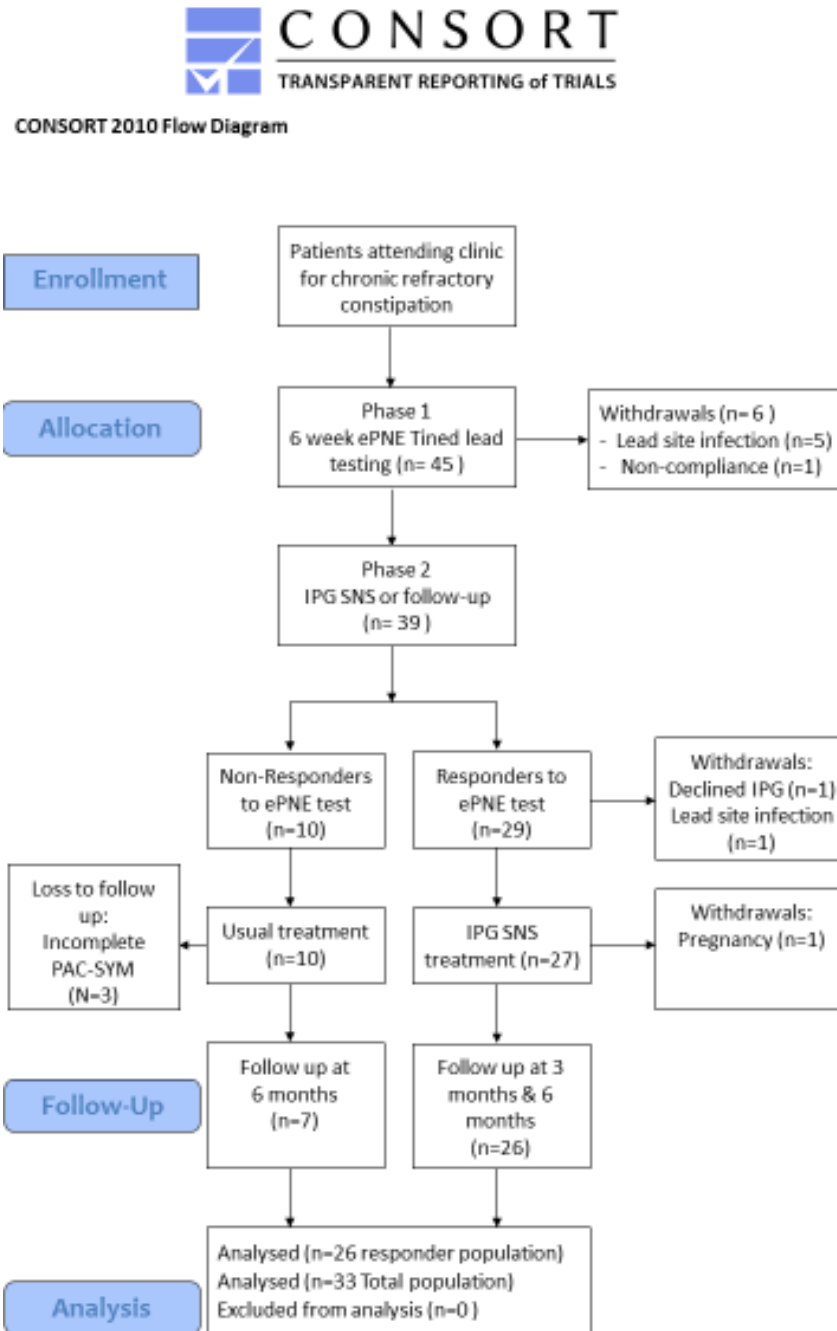 CONSORT
TRANSPARENT REPORTING of TRIALS
CONSORT 2010 Flow Diagram
Enrollment
Patients attending clinic
for chronic refractory
constipation
Allocation
Phase 1
6 week ePNE Tined lead
testing (n= 45 )
Withdrawals (n= 6 )
- Lead site infection (n=5)
- Non-compliance (n=1)
Phase 2
IPG SNS or follow-up
(n= 39 )
Non-Responders
to ePNE test
(n=10)
Responders to
ePNE test
(n=29)
Withdrawals:
Declined IPG (n=1)
Lead site infection
(n=1)
Loss to follow
up:
Incomplete
PAC-SYM
(N=3)
Usual treatment
(n=10)
IPG SNS
treatment (n=27)
Withdrawals:
Pregnancy (n=1)
Follow-Up
Follow up at
6 months
(n=7)
Follow up at 3
months & 6
months
(n=26)
Analysis
Analysed (n=26 responder population)
Analysed (n=33 Total population)
Excluded from analysis (n=0 )